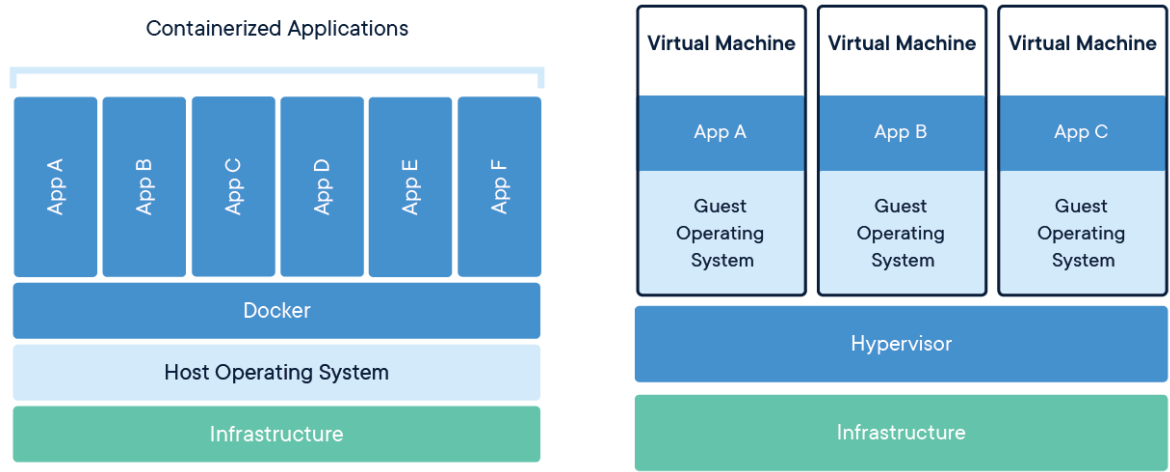 Containerized Applications
App A
App B
App C
App D
App E
App F
Docker
Host Operating System
Infrastructure
Virtual Machine
App A
Guest
Operating
System
Virtual Machine
App B
Guest
Operating
System
Virtual Machine
App C
Guest
Operating
System
Hypervisor
Infrastructure